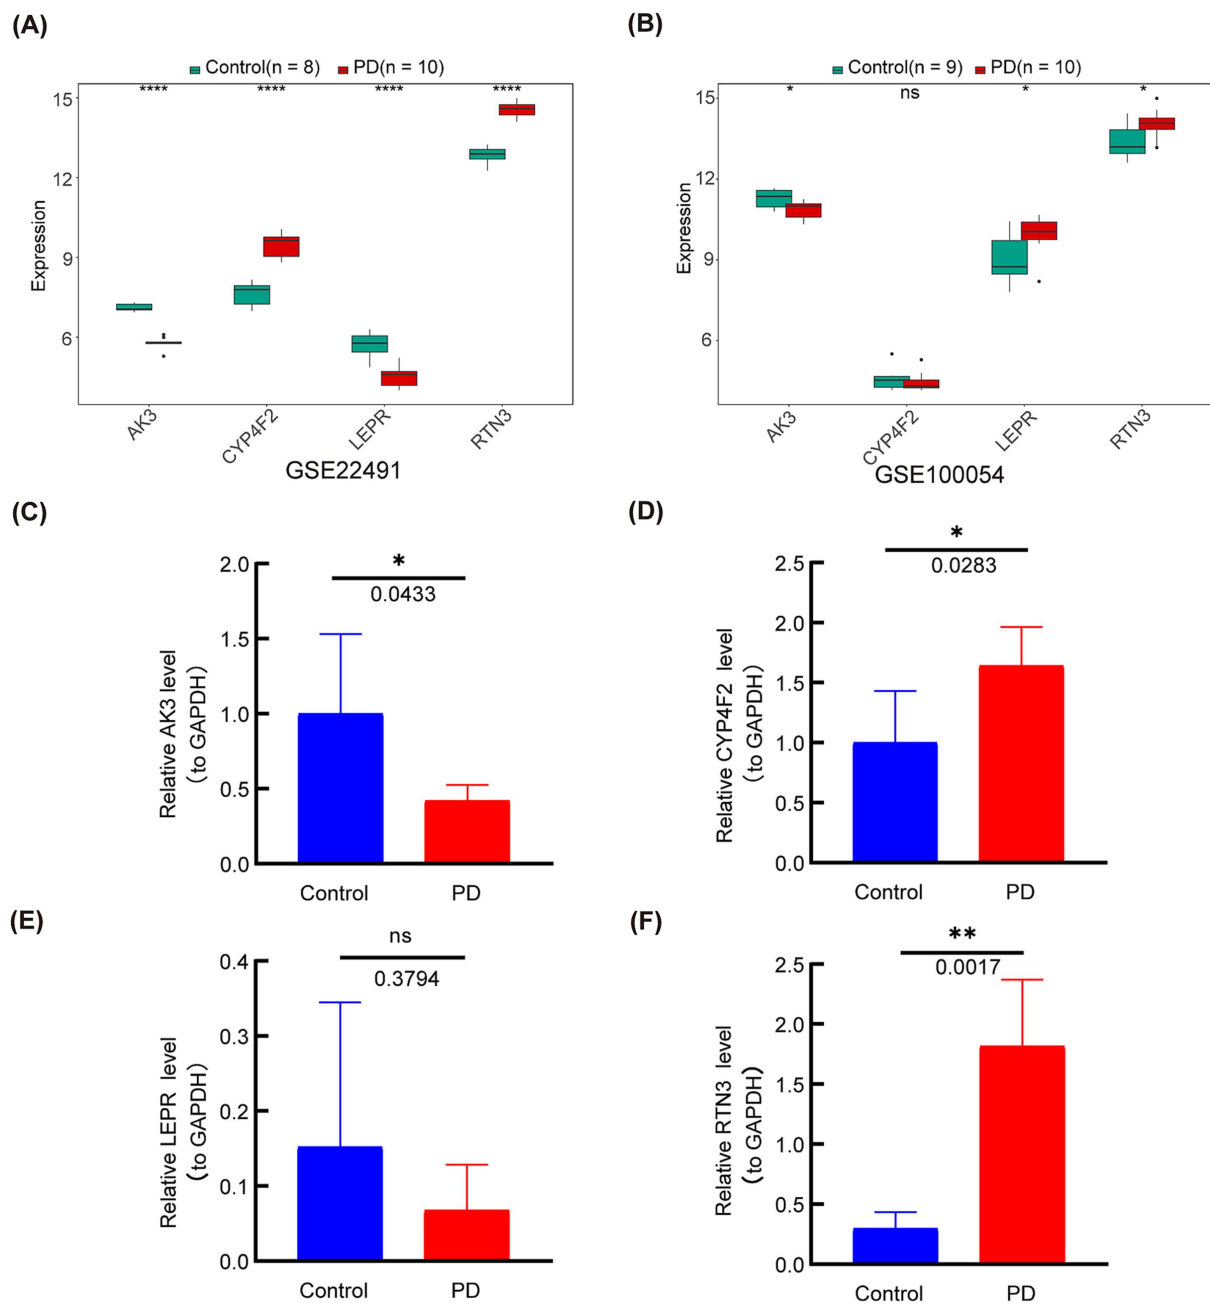 (A)
Control(n = 8) PD(n = 10)
**** **** **** ****
15
12
9
6
Expression
AK3 CYP4F2 LEPR RTN3
GSE22491
(B)
Control(n = 9) PD(n = 10)
* ns * *
15
12
9
6
Expression
AK3 CYP4F2 LEPR RTN3
GSE100054
(C)
*
0.0433
2.0
1.5
1.0
0.5
0.0
Relative AK3 level
(to GAPDH)
Control PD
(D)
*
0.0283
2.5
2.0
1.5
1.0
0.5
0.0
Relative CYP4F2 level
(to GAPDH)
Control PD
(E)
ns
0.3794
0.4
0.3
0.2
0.1
0.0
Relative LEPR level
(to GAPDH)
Control PD
(F)
**
0.0017
2.5
2.0
1.5
1.0
0.5
0.0
Relative RTN3 level
(to GAPDH)
Control PD